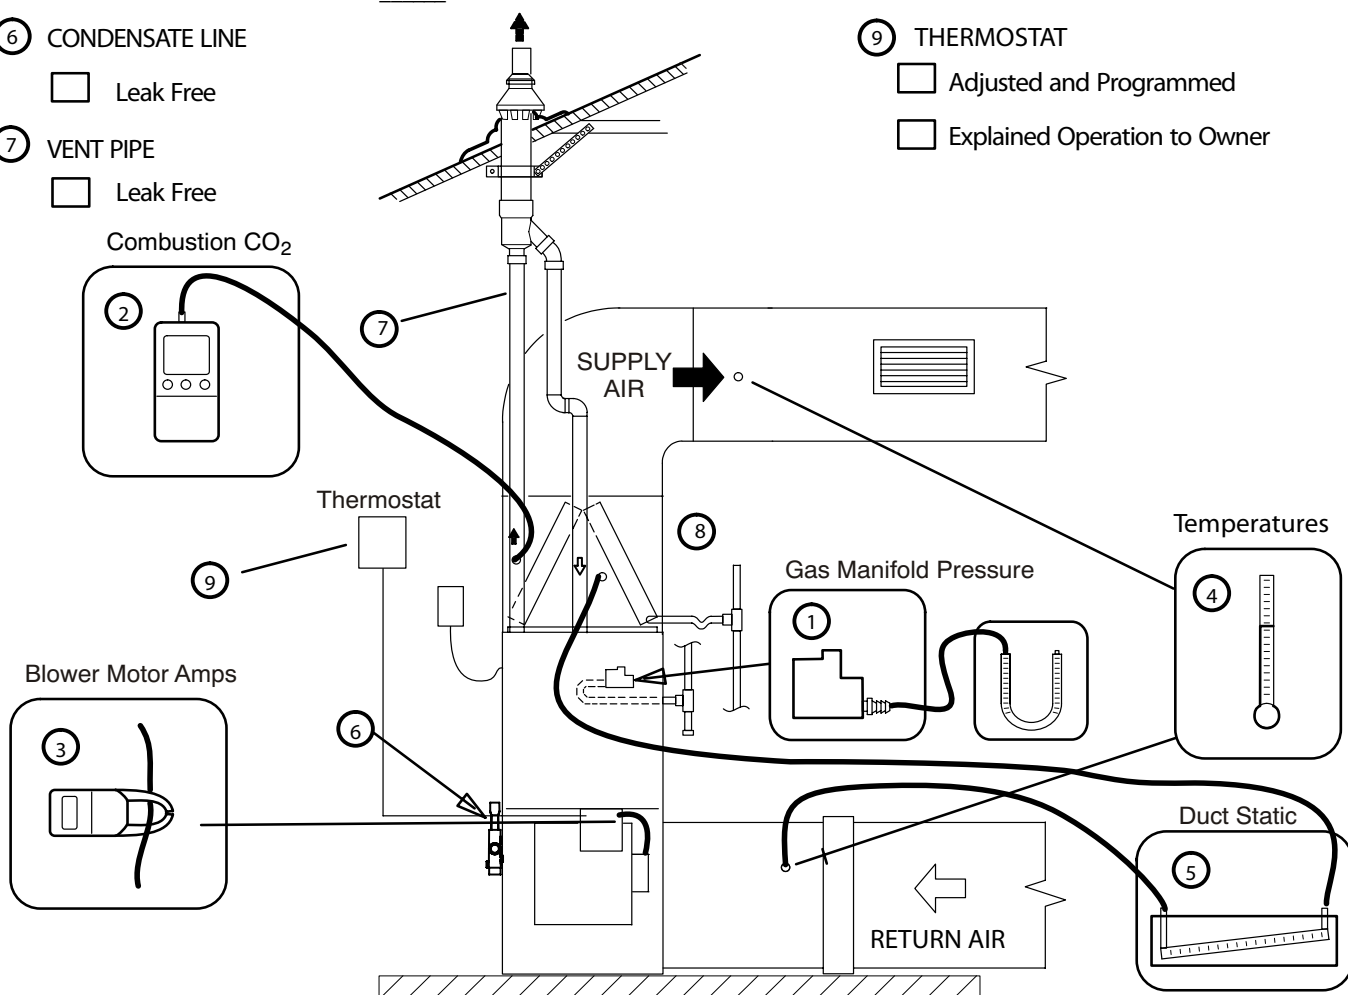 6 CONDENSATE LINE
Leak Free
7 VENT PIPE
Leak Free
9 THERMOSTAT
Adjusted and Programmed
Explained Operation to Owner
Combustion CO2
2
7
SUPPLY
AIR
Thermostat
9
8
Temperatures
4
Gas Manifold Pressure
1
Blower Motor Amps
3
6
Duct Static
5
RETURN AIR